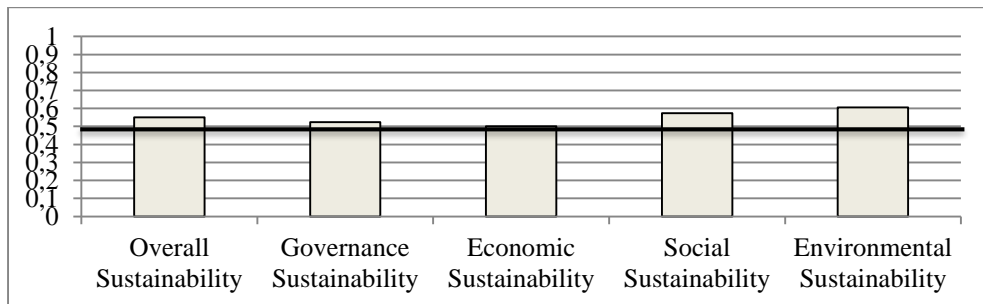 1
0,9
0,8
0,7
0,6
0,5
0,4
0,3
0,2
0,1
0
Overall Sustainability
Governance Sustainability
Economic Sustainability
Social Sustainability
Environmental Sustainability